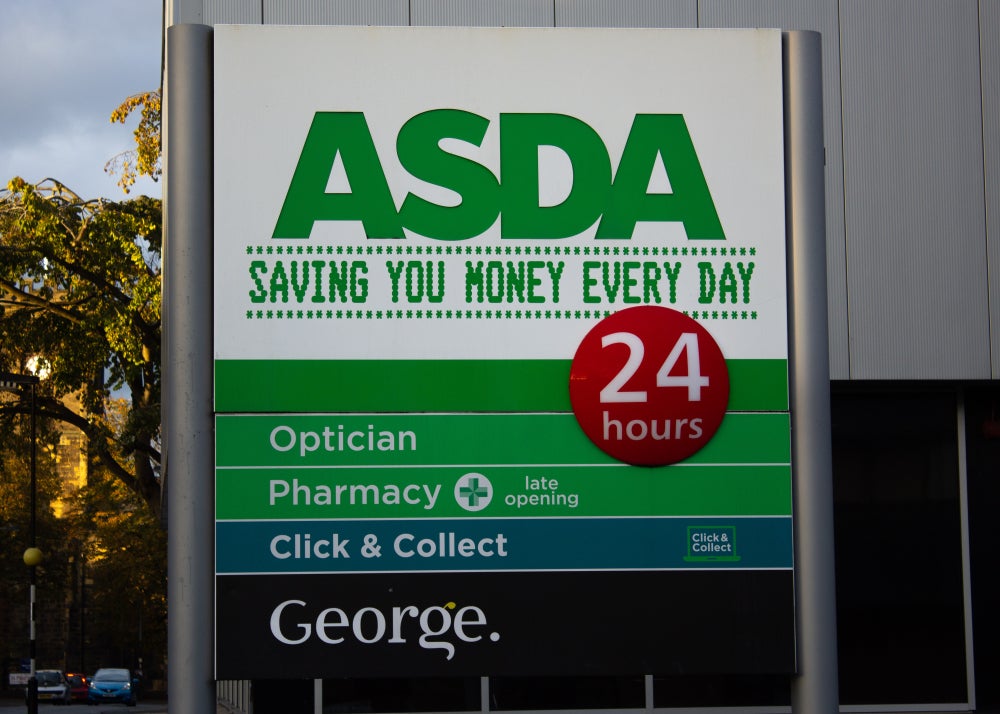 ASDA
SAVING YOU MONEY EVERY DAY
24
hours
Optician
Pharmacy
late
opening
Click & Collect
Click &
Collect
George.